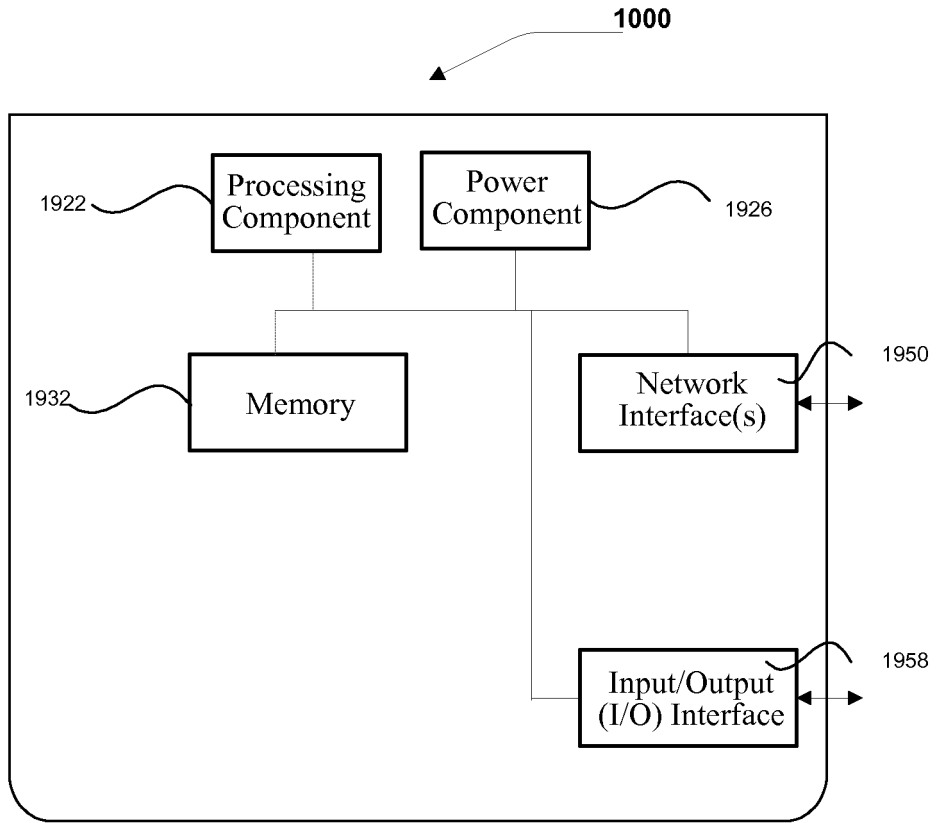 1000
Processing
Component
1922
Power
Component
1926
Memory
1932
Network
Interface(s)
1950
Input/Output
(I/O) Interface
1958